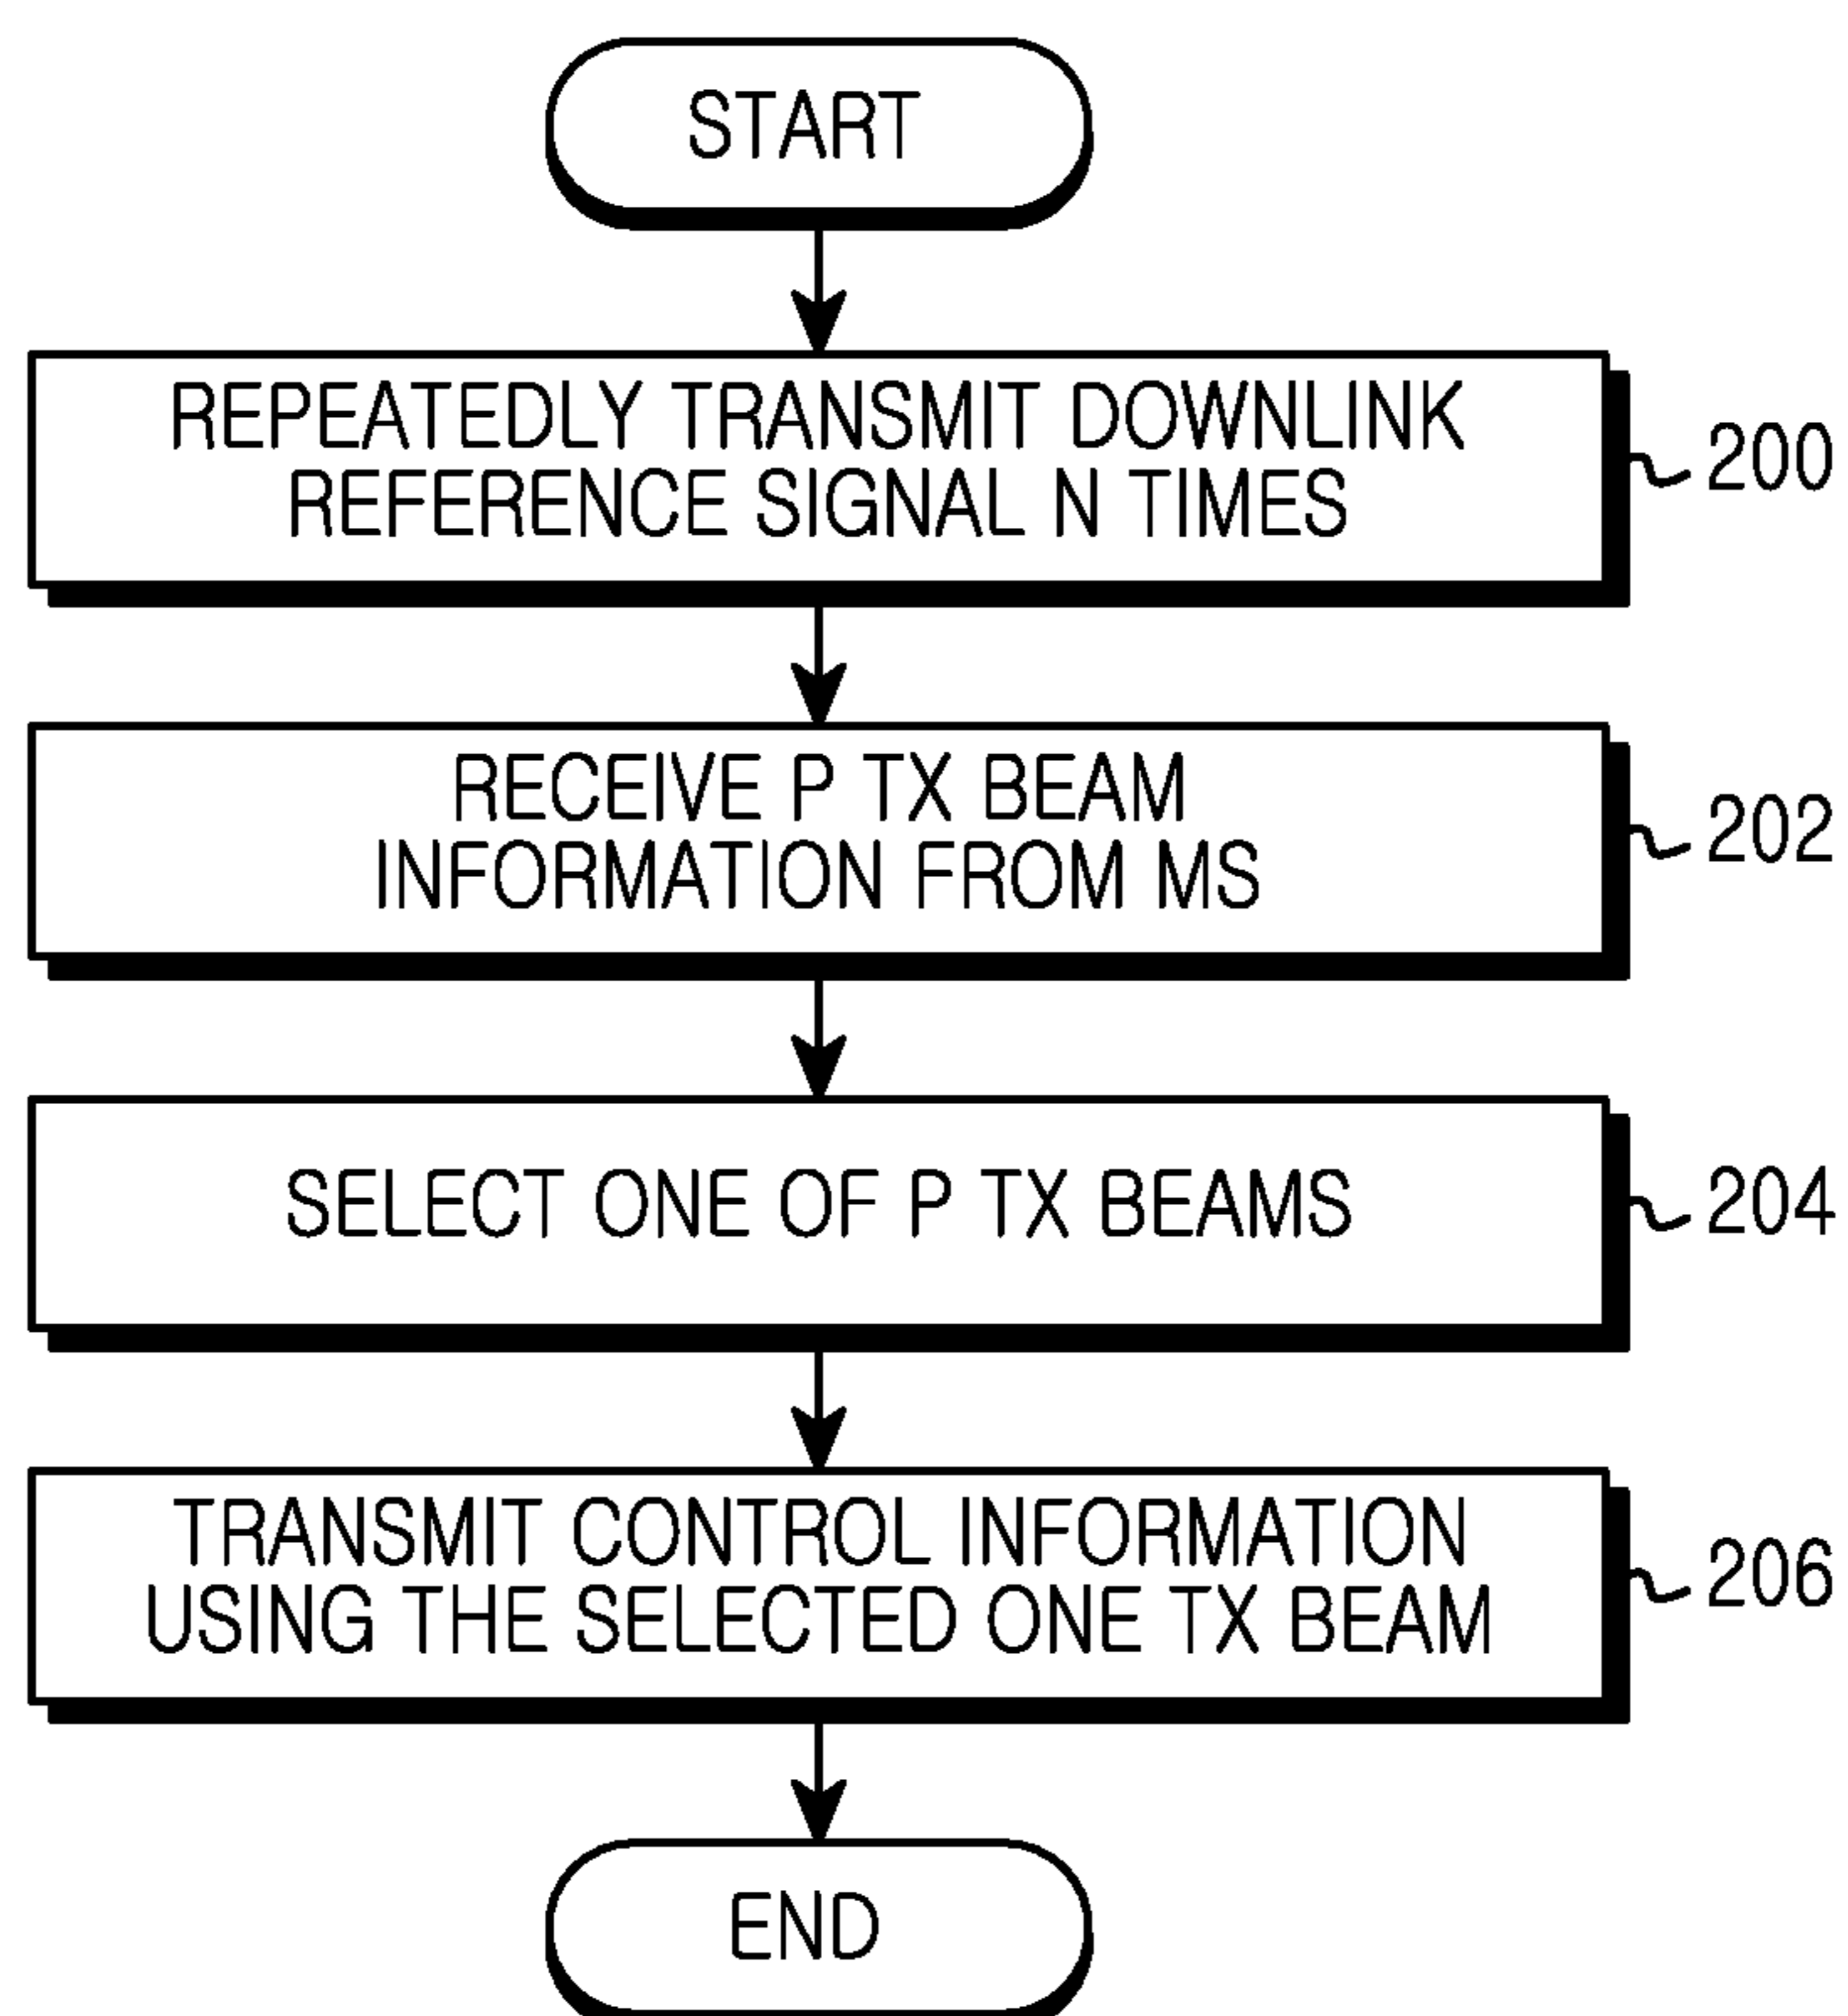 START
REPEATEDLY TRANSMIT DOWNLINK
REFERENCE SIGNAL N TIMES
200
RECEIVE P TX BEAM
INFORMATION FROM MS
202
SELECT ONE OF P TX BEAMS
204
TRANSMIT CONTROL INFORMATION
USING THE SELECTED ONE TX BEAM
206
END